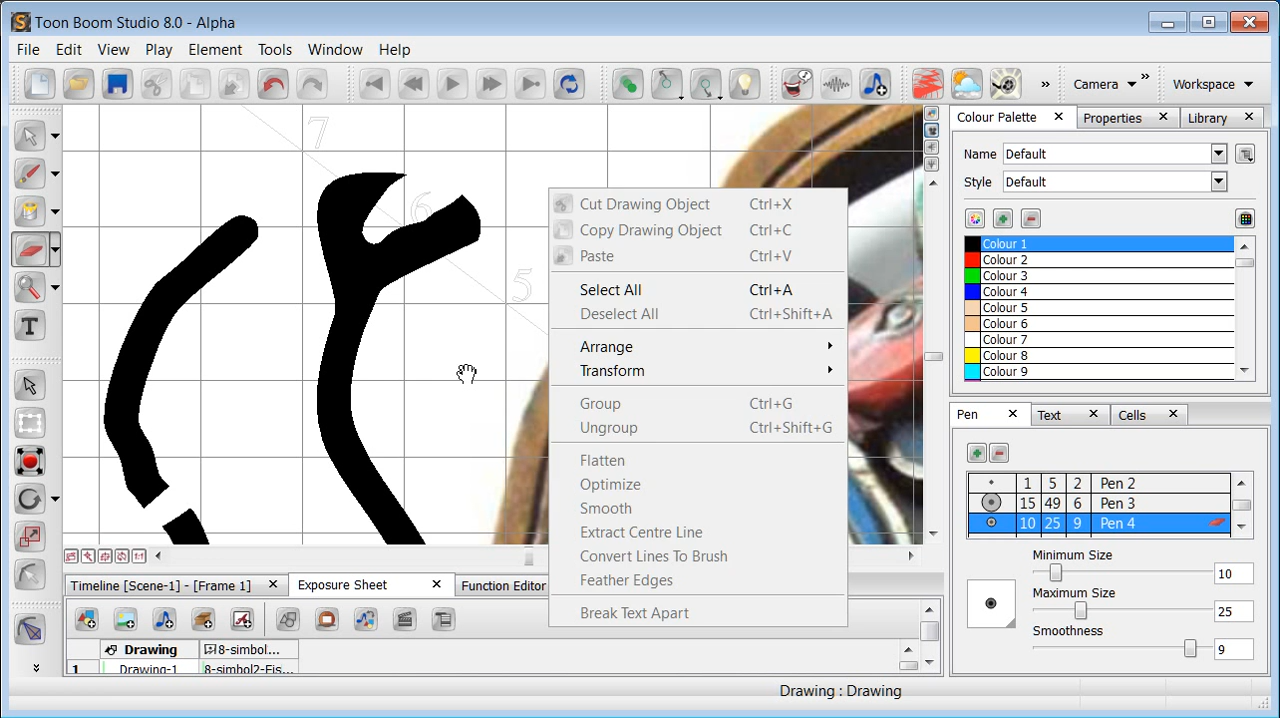 Toon Boom Studio 8.0 - Alpha
File Edit View Play Element Tools Window Help
Camera » Workspace
7
6
5
Cut Drawing Object Ctrl+X
Copy Drawing Object Ctrl+C
Paste Ctrl+V
Select All Ctrl+A
Deselect All Ctrl+Shift+A
Arrange
Transform
Group Ctrl+G
Ungroup Ctrl+Shift+G
Flatten
Optimize
Smooth
Extract Centre Line
Convert Lines To Brush
Feather Edges
Break Text Apart
Colour Palette Properties Library
Name Default
Style Default
Colour 1
Colour 2
Colour 3
Colour 4
Colour 5
Colour 6
Colour 7
Colour 8
Colour 9
Pen Text Cells
1 5 2 Pen 2
15 49 6 Pen 3
10 25 9 Pen 4
Minimum Size
10
Maximum Size
25
Smoothness
9
Timeline [Scene-1] - [Frame 1] Exposure Sheet Function Editor
Drawing 8-simbol...
1 Drawing-1 8-simbol2-Fis...
Drawing : Drawing